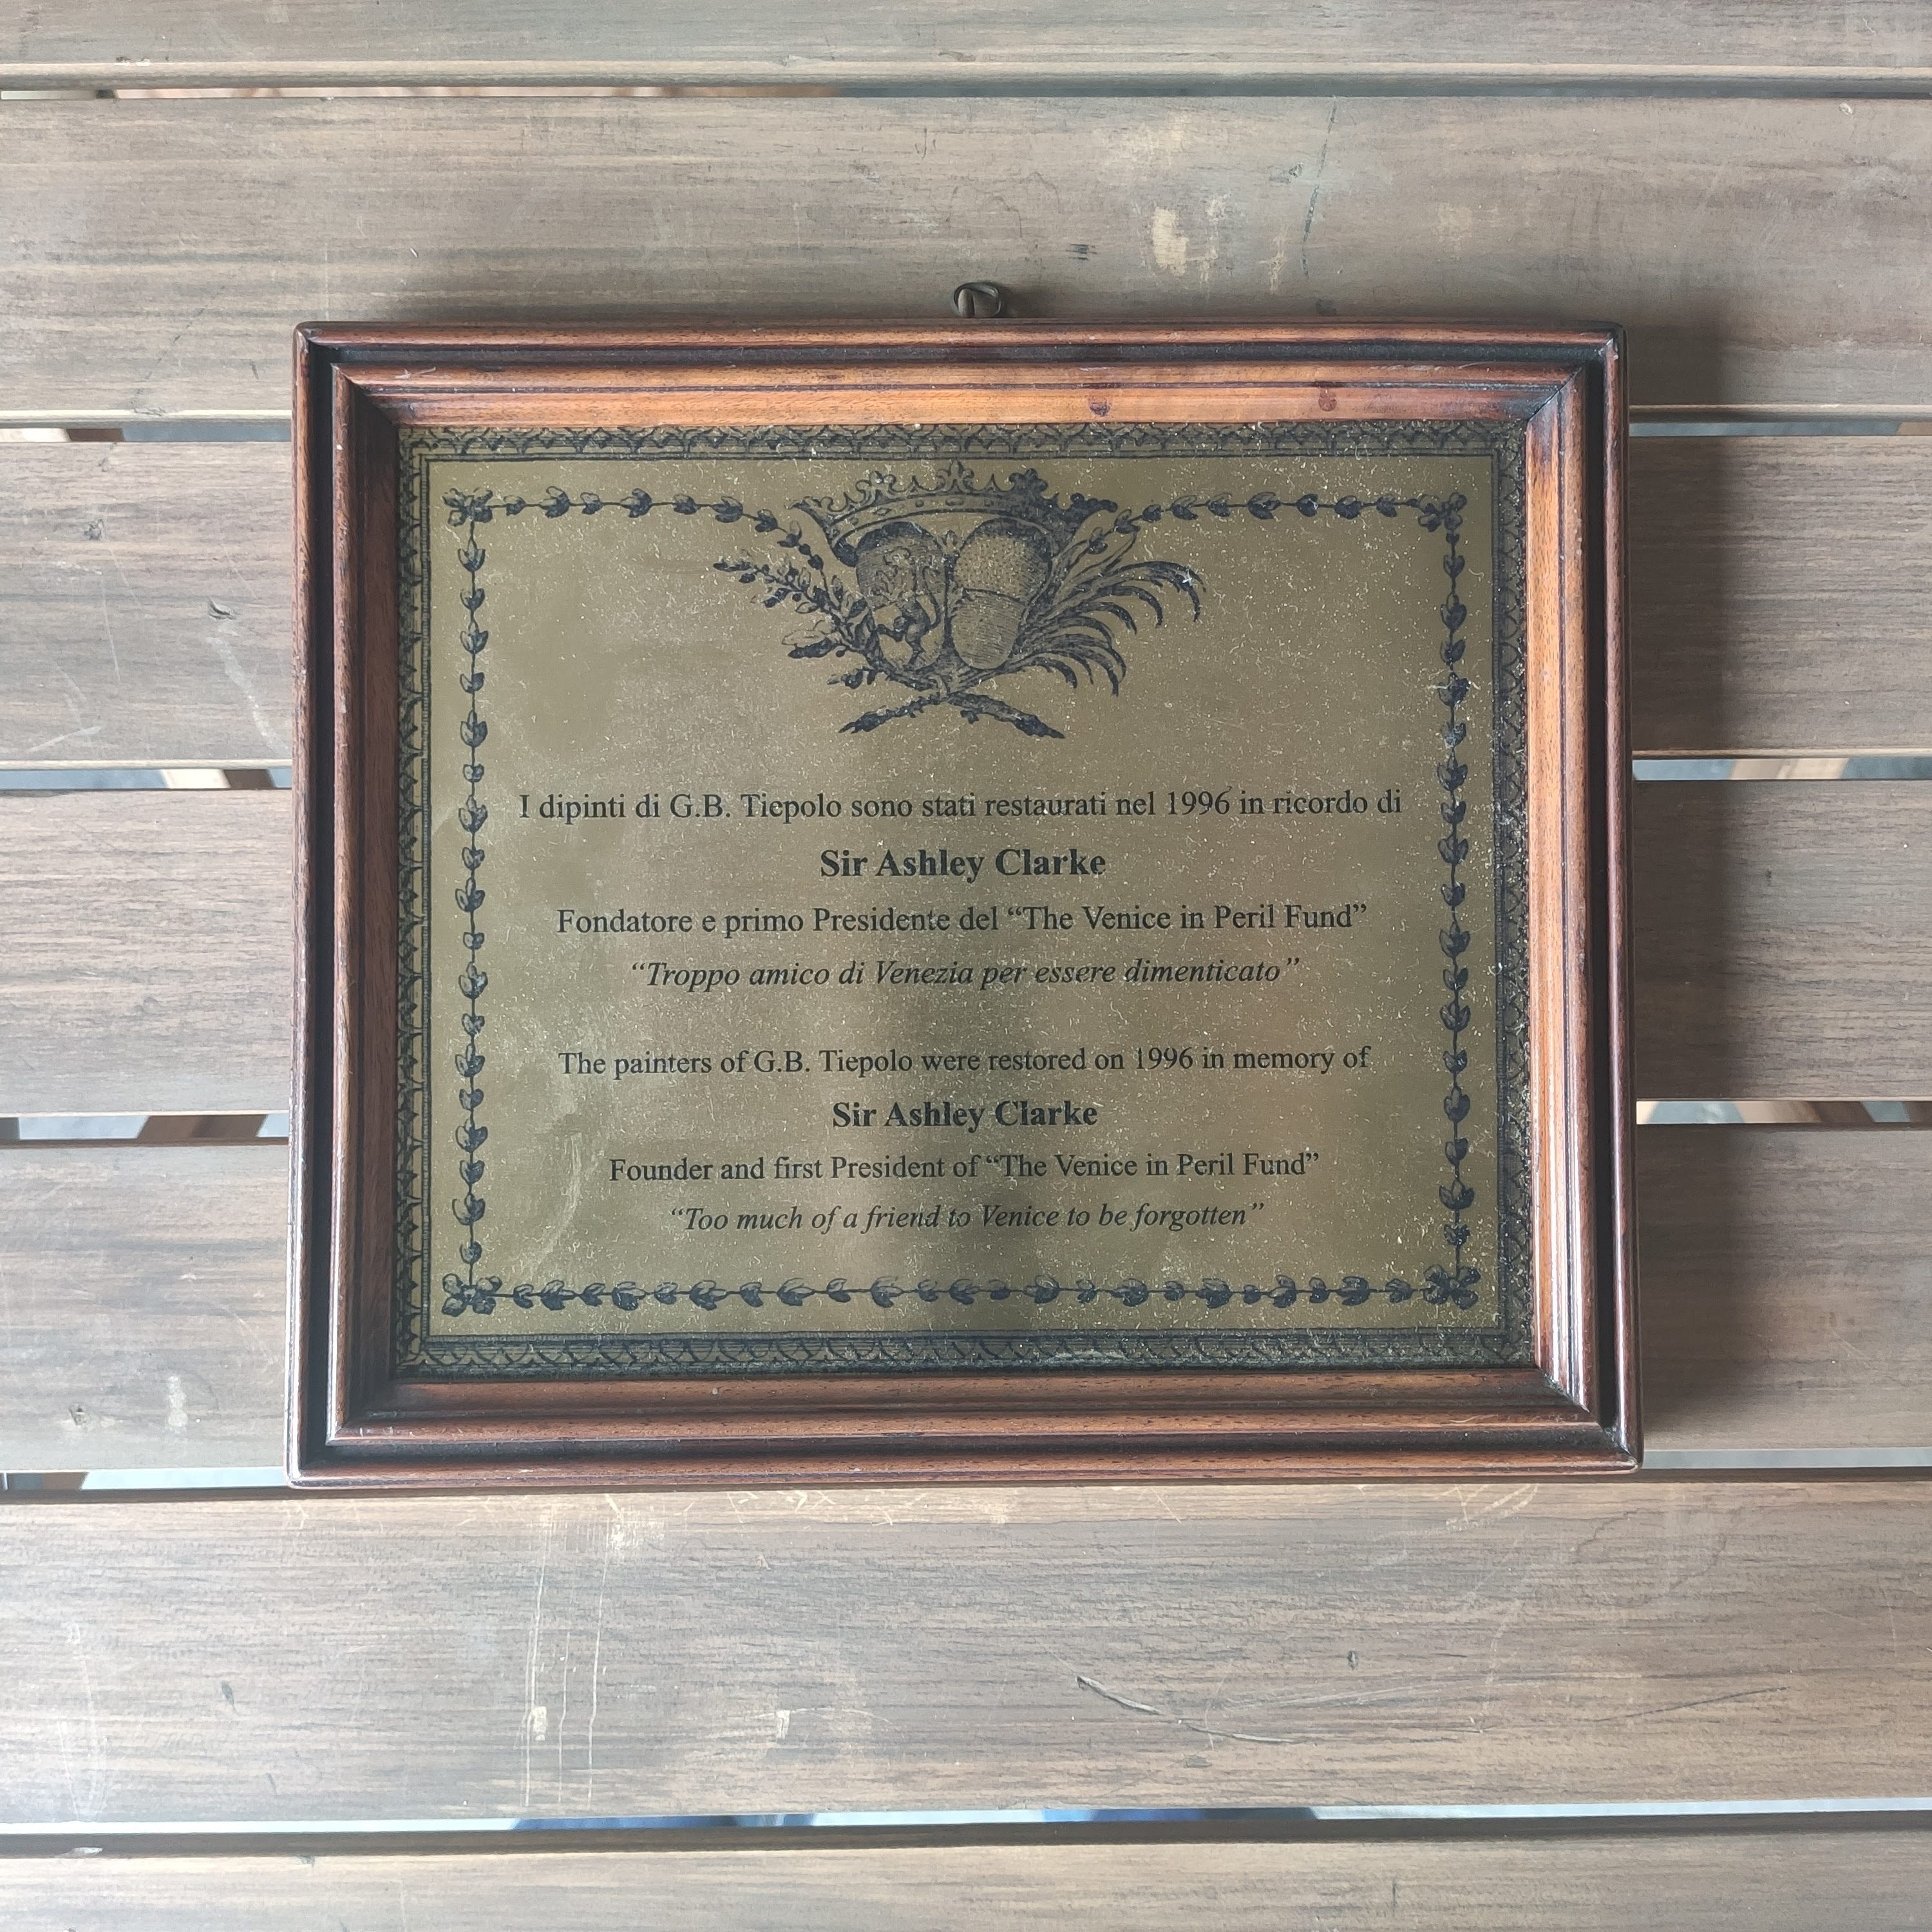 I dipinti di G.B. Tiepolo sono stati restaurati nel 1996 in ricordo di
Sir Ashley Clarke
Fondatore e primo Presidente del “The Venice in Peril Fund”
“Troppo amico di Venezia per essere dimenticato”
The painters of G.B. Tiepolo were restored on 1996 in memory of
Sir Ashley Clarke
Founder and first President of “The Venice in Peril Fund”
“Too much of a friend to Venice to be forgotten”